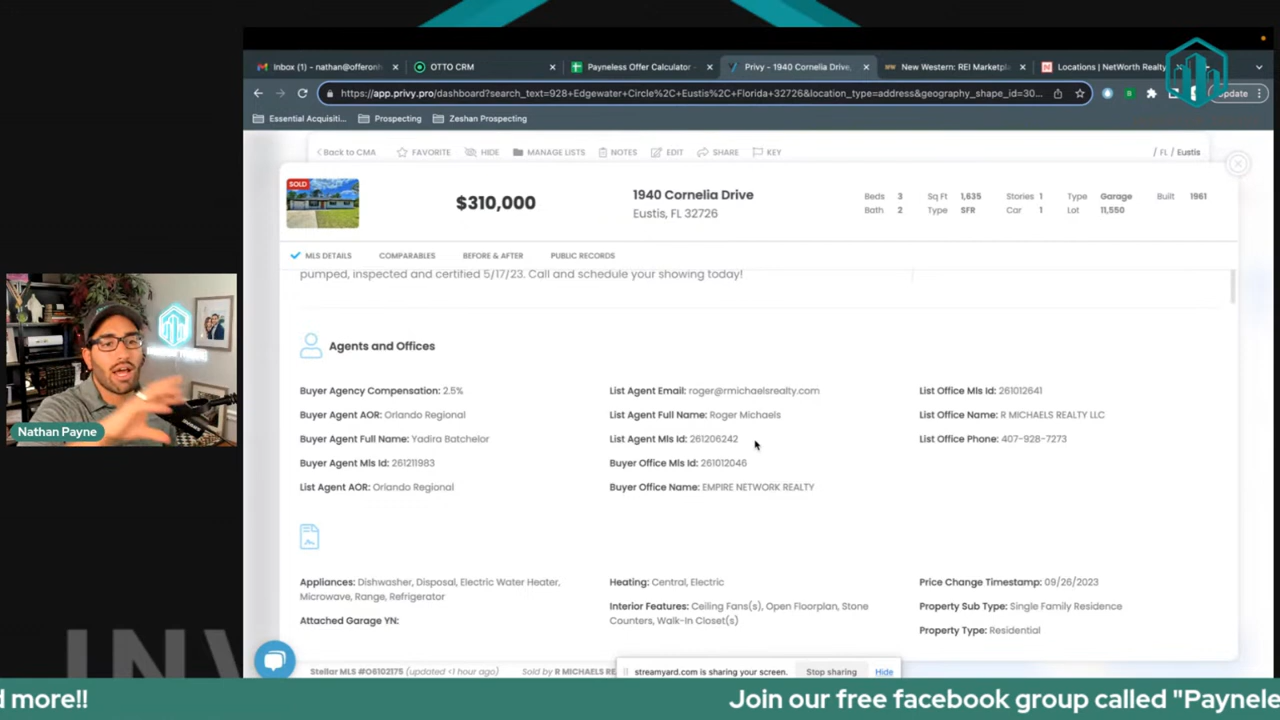 Inbox (1) - nathan@offeronh
OTTO CRM
Payneless Offer Calculator -
Privy - 1940 Cornelia Drive,
New Western: REI Marketpl
Locations | NetWorth Realty
https://app.privy.pro/dashboard?search_text=928+Edgewater+Circle%2C+Eustis%2C+Florida+32726&location_type=address&geography_shape_id=30...
Update
Essential Acquisiti...
Prospecting
Zeshan Prospecting
Back to CMA
FAVORITE
HIDE
MANAGE LISTS
NOTES
EDIT
SHARE
KEY
/ FL / Eustis
SOLD
$310,000
1940 Cornelia Drive
Eustis, FL 32726
Beds 3 Sq Ft 1,635 Stories 1 Type Garage Built 1961
Bath 2 Type SFR Car 1 Lot 11,550
MLS DETAILS
COMPARABLES
BEFORE & AFTER
PUBLIC RECORDS
pumped, inspected and certified 5/17/23. Call and schedule your showing today!
Agents and Offices
Buyer Agency Compensation: 2.5%
Buyer Agent AOR: Orlando Regional
Buyer Agent Full Name: Yadira Batchelor
Buyer Agent Mls Id: 261211983
List Agent AOR: Orlando Regional
List Agent Email: roger@rmichaelsrealty.com
List Agent Full Name: Roger Michaels
List Agent Mls Id: 261206242
Buyer Office Mls Id: 261012046
Buyer Office Name: EMPIRE NETWORK REALTY
List Office Mls Id: 261012641
List Office Name: R MICHAELS REALTY LLC
List Office Phone: 407-928-7273
Nathan Payne
Appliances: Dishwasher, Disposal, Electric Water Heater,
Microwave, Range, Refrigerator
Attached Garage YN:
Heating: Central, Electric
Interior Features: Ceiling Fans(s), Open Floorplan, Stone
Counters, Walk-In Closet(s)
Price Change Timestamp: 09/26/2023
Property Sub Type: Single Family Residence
Property Type: Residential
INV
Stellar MLS #O6102175 (updated <1 hour ago)
Sold by R MICHAELS RE
streamyard.com is sharing your screen.
Stop sharing
Hide
d more!!
Join our free facebook group called "Paynele